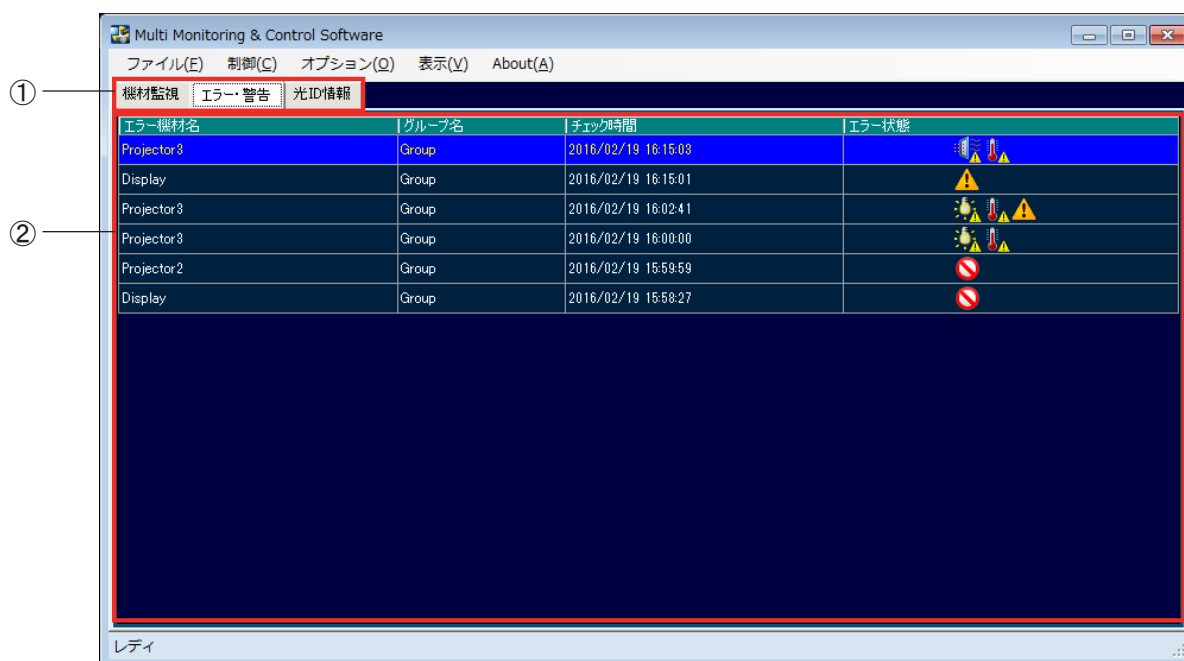 Multi Monitoring & Control Software
ファイル(F) 制御(C) オプション(O) 表示(V) About(A)
① 機材監視 エラー・警告 光ID情報
エラー機材名 グループ名 チェック時間 エラー状態
Projector3 Group 2016/02/19 16:15:03
Display Group 2016/02/19 16:15:01
Projector3 Group 2016/02/19 16:02:41
② Projector3 Group 2016/02/19 16:00:00
Projector2 Group 2016/02/19 15:59:59
Display Group 2016/02/19 15:58:27
レディ